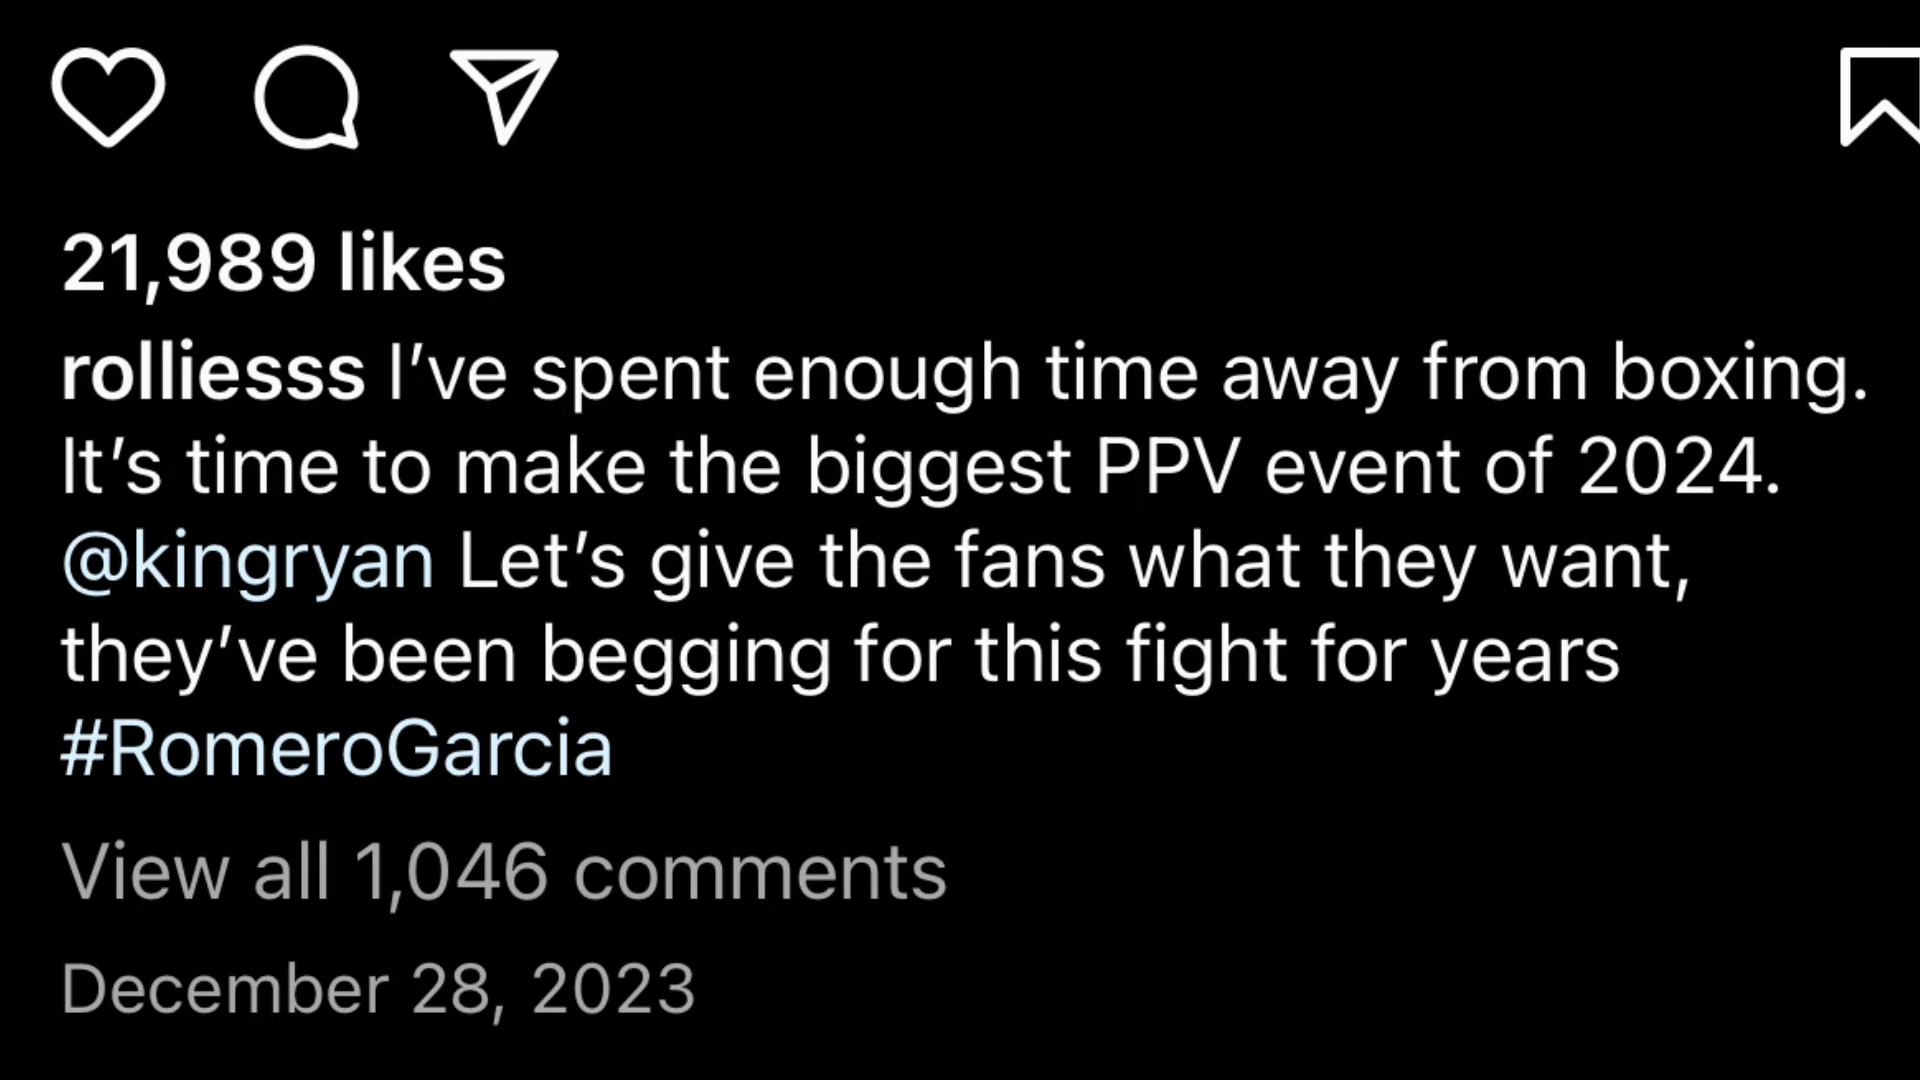 21,989 likes
rolliesss I’ve spent enough time away from boxing.
It’s time to make the biggest PPV event of 2024.
@kingryan Let’s give the fans what they want,
they’ve been begging for this fight for years
#RomeroGarcia
View all 1,046 comments
December 28, 2023